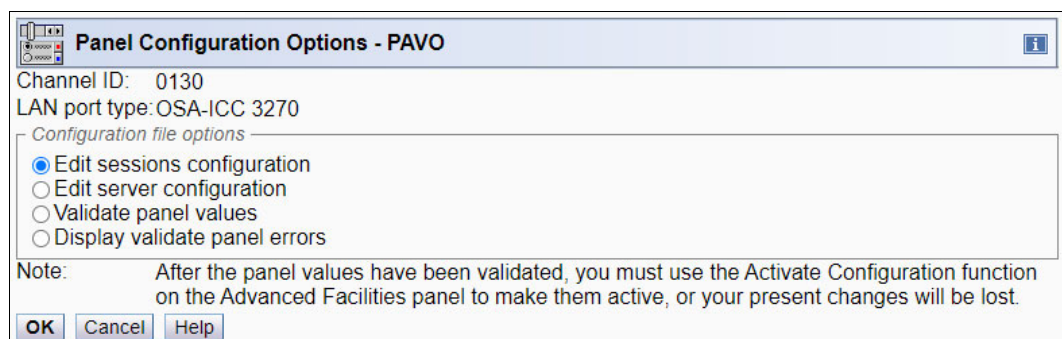 Panel Configuration Options - PAVO
Channel ID: 0130
LAN port type: OSA-ICC 3270
Configuration file options
Edit sessions configuration
Edit server configuration
Validate panel values
Display validate panel errors
Note: After the panel values have been validated, you must use the Activate Configuration function
on the Advanced Facilities panel to make them active, or your present changes will be lost.
OK Cancel Help